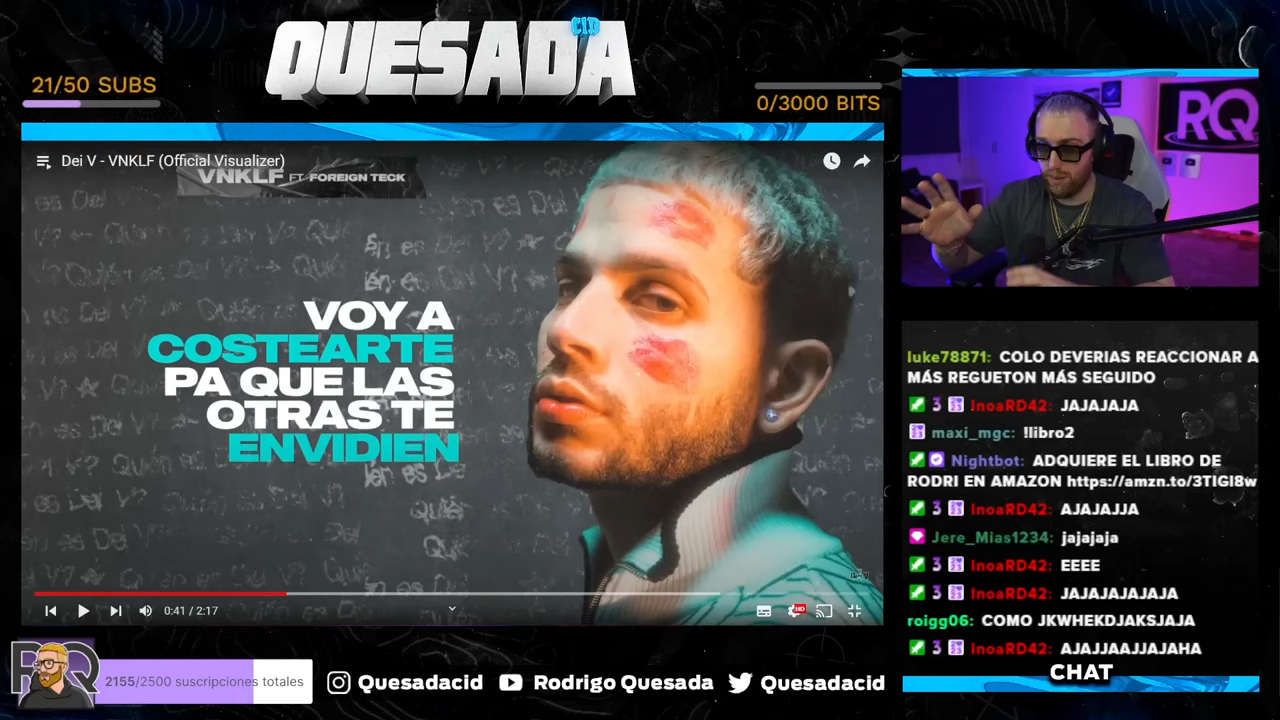 CID
QUESADA
21/50 SUBS
0/3000 BITS
Dei V - VNKLF (Official Visualizer)
VNKLF FT FOREIGN TECK
VOY A
COSTEARTE
PA QUE LAS
OTRAS TE
ENVIDIEN
0:41 / 2:17
HD
RQ
luke78871: COLO DEVERIAS REACCIONAR A
MÁS REGUETON MÁS SEGUIDO
3 InoaRD42: JAJAJAJA
maxi_mgc: !libro2
Nightbot: ADQUIERE EL LIBRO DE
RODRI EN AMAZON https://amzn.to/3TIGI8w
3 InoaRD42: AJAJAJJA
Jere_Mias1234: jajajaja
3 InoaRD42: EEEE
3 InoaRD42: JAJAJAJAJAJA
roigg06: COMO JKWHEKDJAKSJAJA
3 InoaRD42: AJAJJAAJJAJAHA
CHAT
RQ
2155/2500 suscripciones totales
Quesadacid
Rodrigo Quesada
Quesadacid